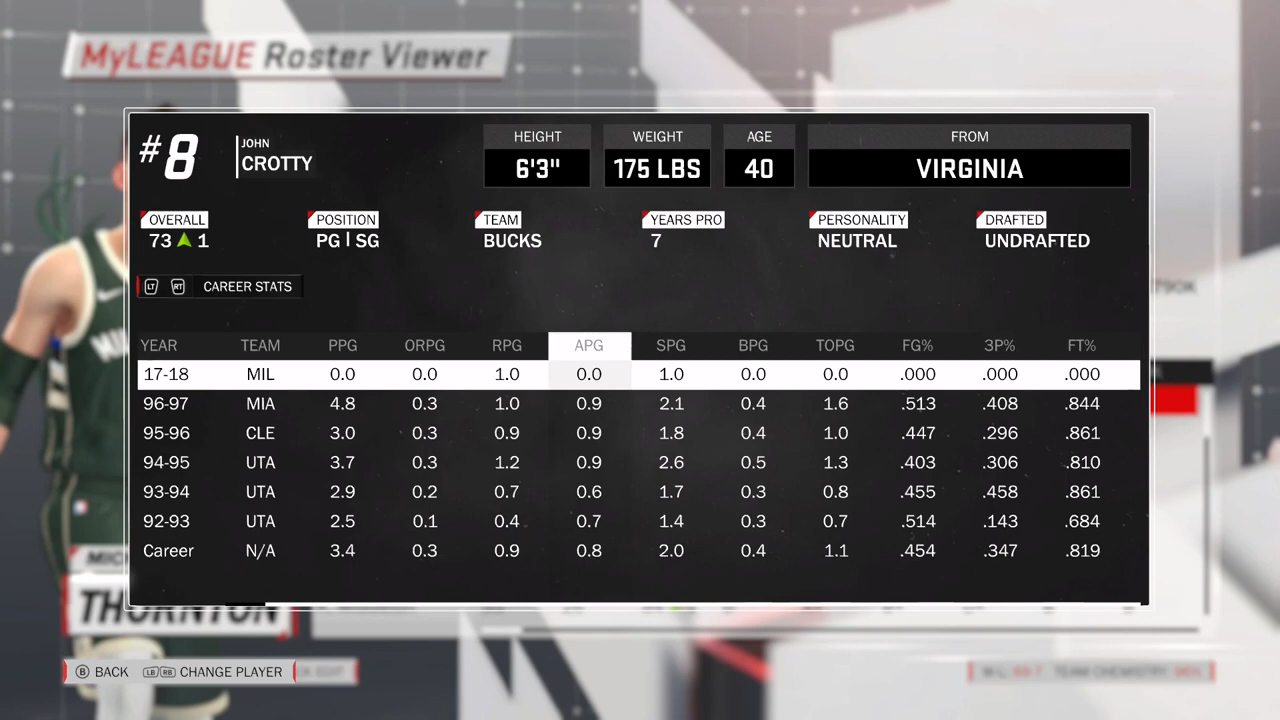 MyLEAGUE Roster Viewer
#8 JOHN CROTTY
HEIGHT WEIGHT AGE FROM
6'3" 175 LBS 40 VIRGINIA
OVERALL POSITION TEAM YEARS PRO PERSONALITY DRAFTED
73 1 PG | SG BUCKS 7 NEUTRAL UNDRAFTED
LT RT CAREER STATS
YEAR TEAM PPG ORPG RPG APG SPG BPG TOPG FG% 3P% FT%
17-18 MIL 0.0 0.0 1.0 0.0 1.0 0.0 0.0 .000 .000 .000
96-97 MIA 4.8 0.3 1.0 0.9 2.1 0.4 1.6 .513 .408 .844
95-96 CLE 3.0 0.3 0.9 0.9 1.8 0.4 1.0 .447 .296 .861
94-95 UTA 3.7 0.3 1.2 0.9 2.6 0.5 1.3 .403 .306 .810
93-94 UTA 2.9 0.2 0.7 0.6 1.7 0.3 0.8 .455 .458 .861
92-93 UTA 2.5 0.1 0.4 0.7 1.4 0.3 0.7 .514 .143 .684
Career N/A 3.4 0.3 0.9 0.8 2.0 0.4 1.1 .454 .347 .819
THORNTON
B BACK LB RB CHANGE PLAYER